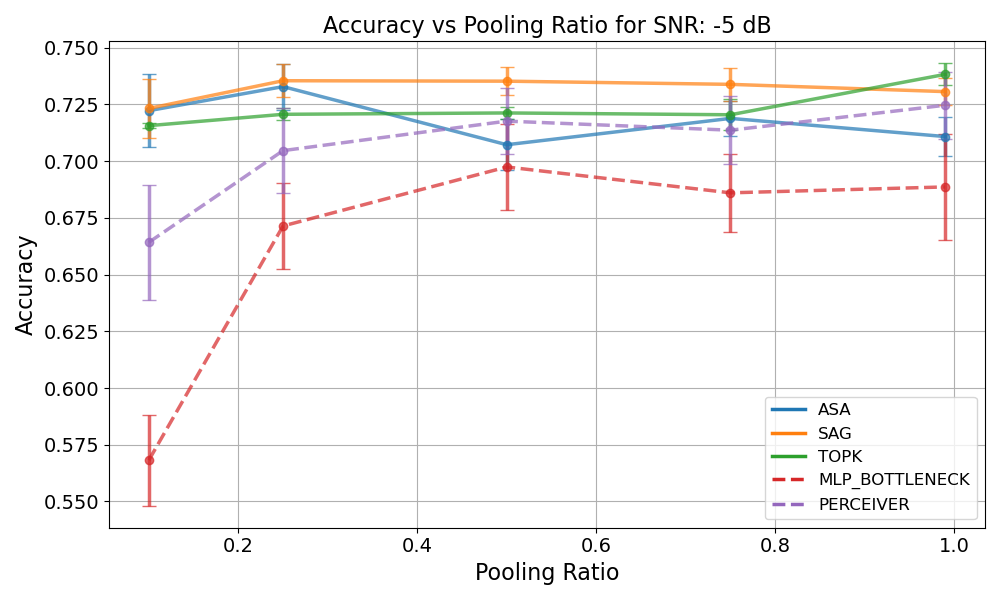 Accuracy vs Pooling Ratio for SNR: -5 dB
Accuracy
0.750
0.725
0.700
0.675
0.650
0.625
0.600
0.575
0.550
0.2
0.4
0.6
0.8
1.0
Pooling Ratio
ASA
SAG
TOPK
MLP_BOTTLENECK
PERCEIVER